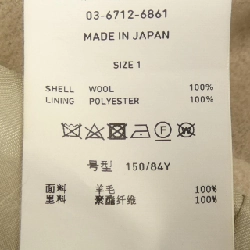 03-6712-6861
MADE IN JAPAN
SIZE 1
SHELL WOOL 100%
LINING POLYESTER 100%
号型 150/84Y
面料 羊毛 100%
里料 聚酯纤维 100%